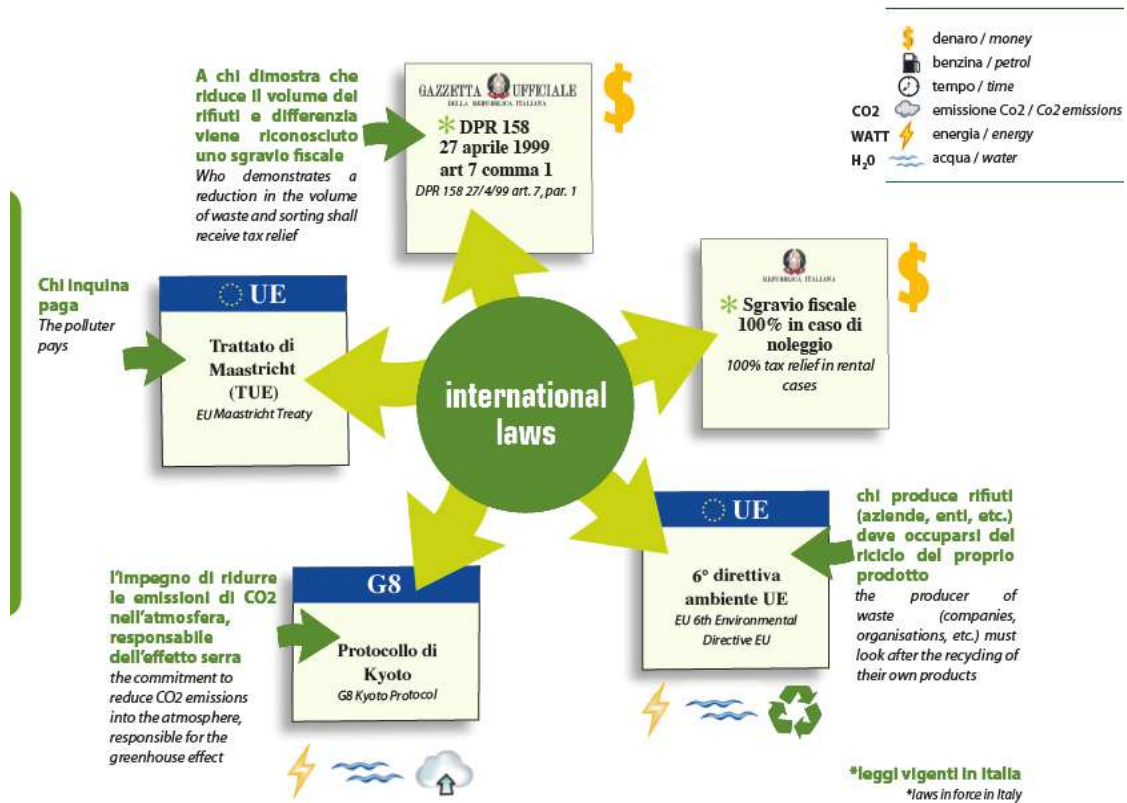 denaro / money
benzina / petrol
tempo / time
CO2 emissione Co2 / Co2 emissions
WATT energia / energy
H₂0 acqua / water
A chi dimostra che
riduce il volume dei
rifiuti e differenzia
viene riconosciuto
uno sgravio fiscale
Who demonstrates a
reduction in the volume
of waste and sorting shall
receive tax relief
GAZZETTA UFFICIALE
DELLA REPUBBLICA ITALIANA
* DPR 158
27 aprile 1999
art 7 comma 1
DPR 158 27/4/99 art. 7, par. 1
$
REPUBBLICA ITALIANA
* Sgravio fiscale
100% in caso di
noleggio
100% tax relief in rental
cases
$
Chi inquina
paga
The polluter
pays
UE
Trattato di
Maastricht
(TUE)
EU Maastricht Treaty
international
laws
UE
6° direttiva
ambiente UE
EU 6th Environmental
Directive EU
chi produce rifiuti
(aziende, enti, etc.)
deve occuparsi del
riciclo del proprio
prodotto
the producer of
waste (companies,
organisations, etc.) must
look after the recycling of
their own products
l'impegno di ridurre
le emissioni di CO2
nell'atmosfera,
responsabile
dell'effetto serra
the commitment to
reduce CO2 emissions
into the atmosphere,
responsible for the
greenhouse effect
G8
Protocollo di
Kyoto
G8 Kyoto Protocol
*leggi vigenti in Italia
*laws in force in Italy